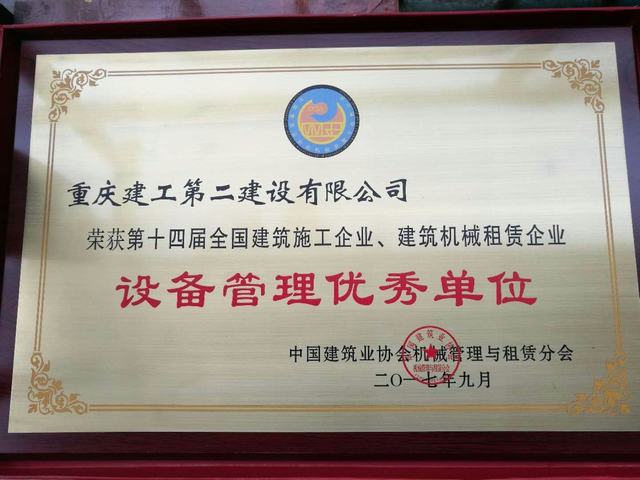 重庆建工第二建设有限公司
荣获第十四届全国建筑施工企业、建筑机械租赁企业
设备管理优秀单位
中国建筑业协会机械管理与租赁分会
二〇一七年九月